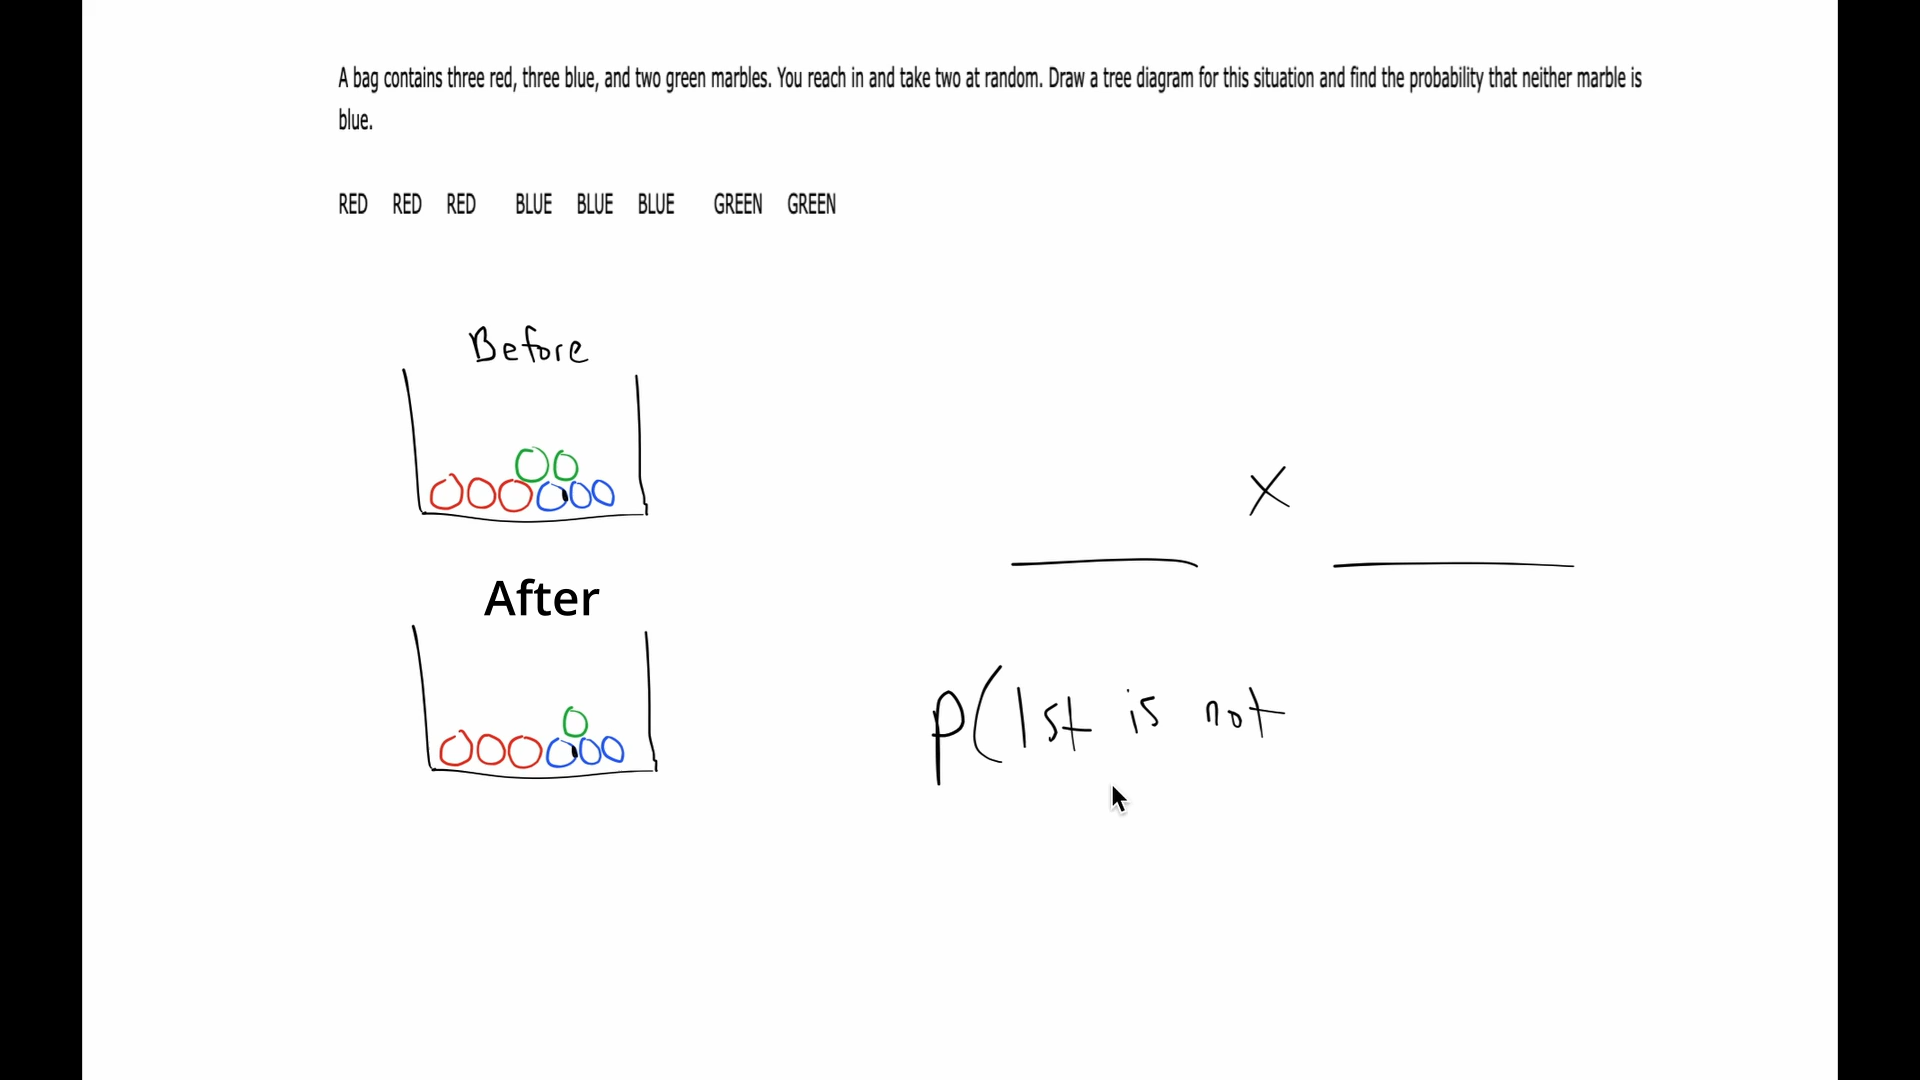 A bag contains three red, three blue, and two green marbles. You reach in and take two at random. Draw a tree diagram for this situation and find the probability that neither marble is
blue.
RED RED RED BLUE BLUE BLUE GREEN GREEN
Before
×
After
P(1st is not